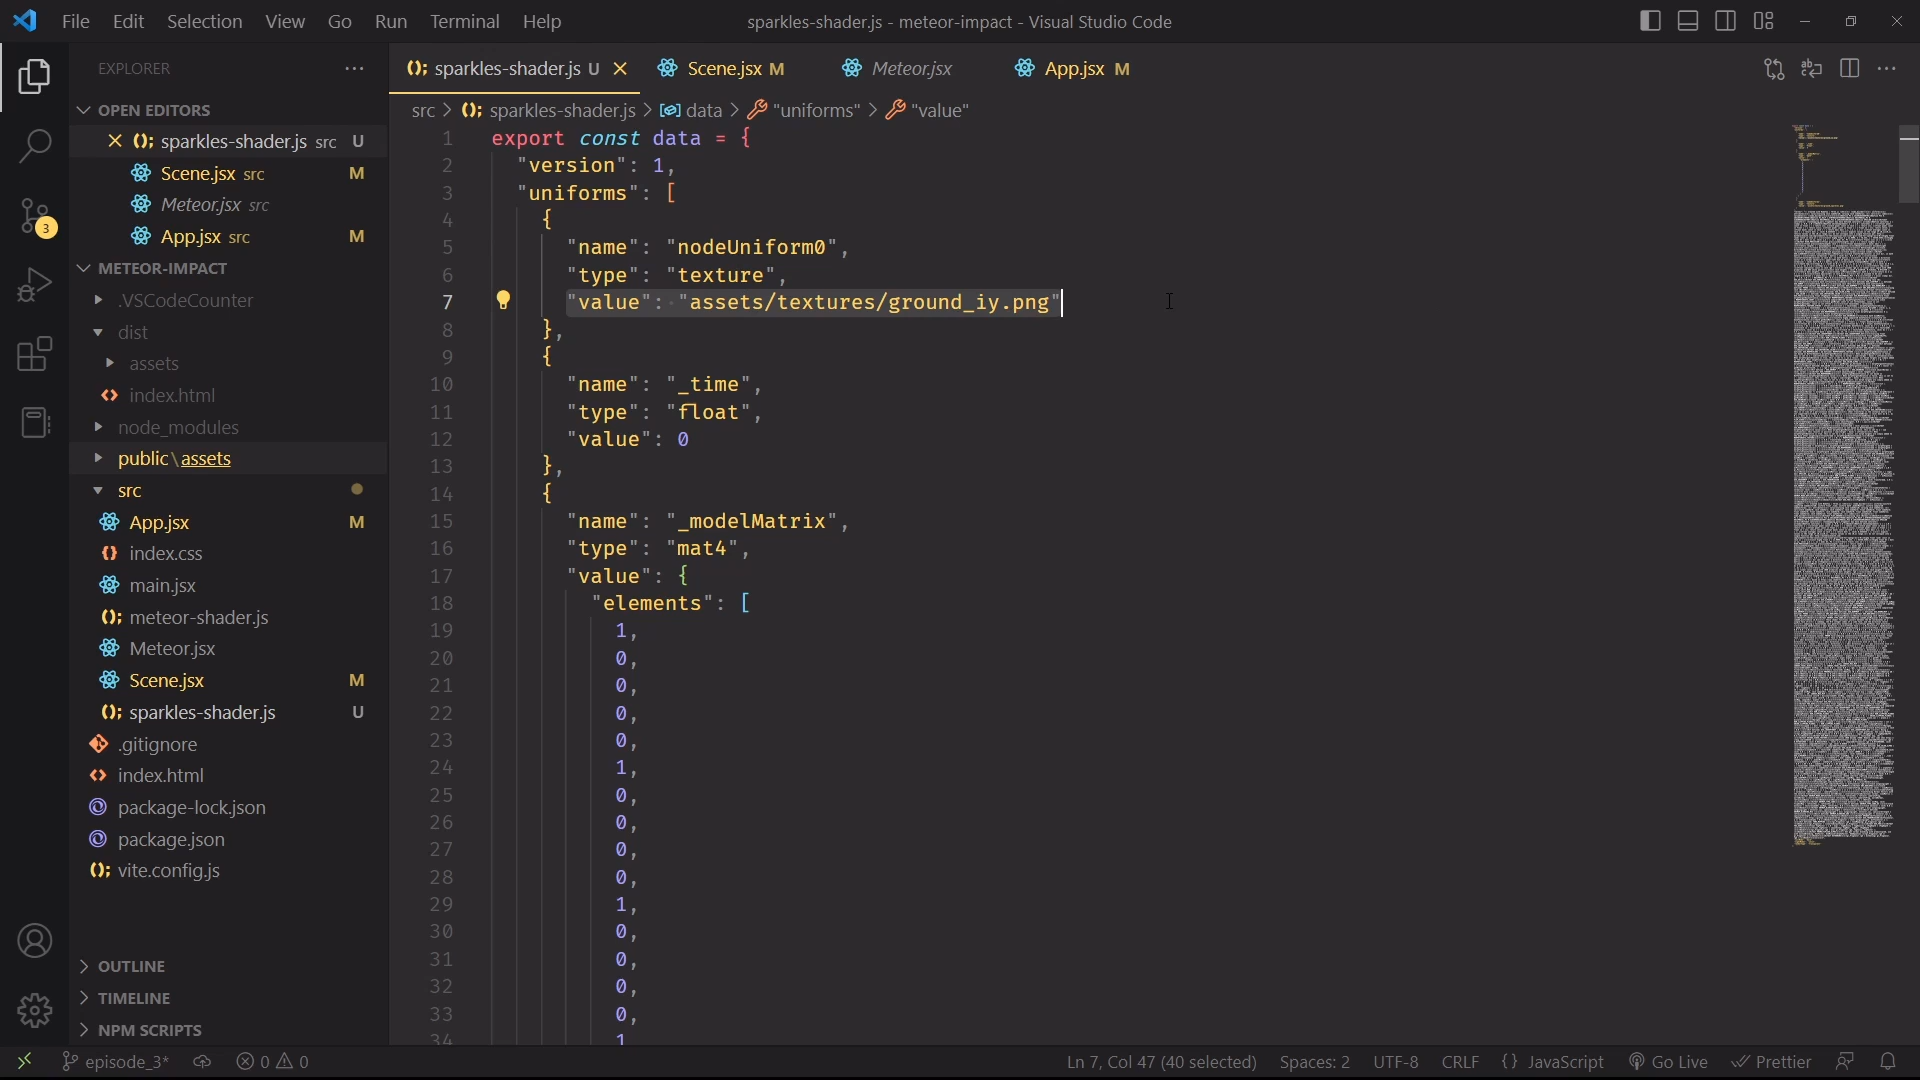 File Edit Selection View Go Run Terminal Help
sparkles-shader.js - meteor-impact - Visual Studio Code
EXPLORER
OPEN EDITORS
sparkles-shader.js src U
Scene.jsx src M
Meteor.jsx src
App.jsx src M
METEOR-IMPACT
.VSCodeCounter
dist
assets
index.html
node_modules
public\assets
src
App.jsx M
index.css
main.jsx
meteor-shader.js
Meteor.jsx
Scene.jsx M
sparkles-shader.js U
.gitignore
index.html
package-lock.json
package.json
vite.config.js
OUTLINE
TIMELINE
NPM SCRIPTS
3
sparkles-shader.js U Scene.jsx M Meteor.jsx App.jsx M
src > sparkles-shader.js > data > "uniforms" > "value"
1 export const data = {
2 "version": 1,
3 "uniforms": [
4 {
5 "name": "nodeUniform0",
6 "type": "texture",
7 "value": "assets/textures/ground_iy.png"
8 },
9 {
10 "name": "_time",
11 "type": "float",
12 "value": 0
13 },
14 {
15 "name": "_modelMatrix",
16 "type": "mat4",
17 "value": {
18 "elements": [
19 1,
20 0,
21 0,
22 0,
23 0,
24 1,
25 0,
26 0,
27 0,
28 0,
29 1,
30 0,
31 0,
32 0,
33 0,
34 1
episode_3* 0 0 Ln 7, Col 47 (40 selected) Spaces: 2 UTF-8 CRLF {} JavaScript Go Live Prettier